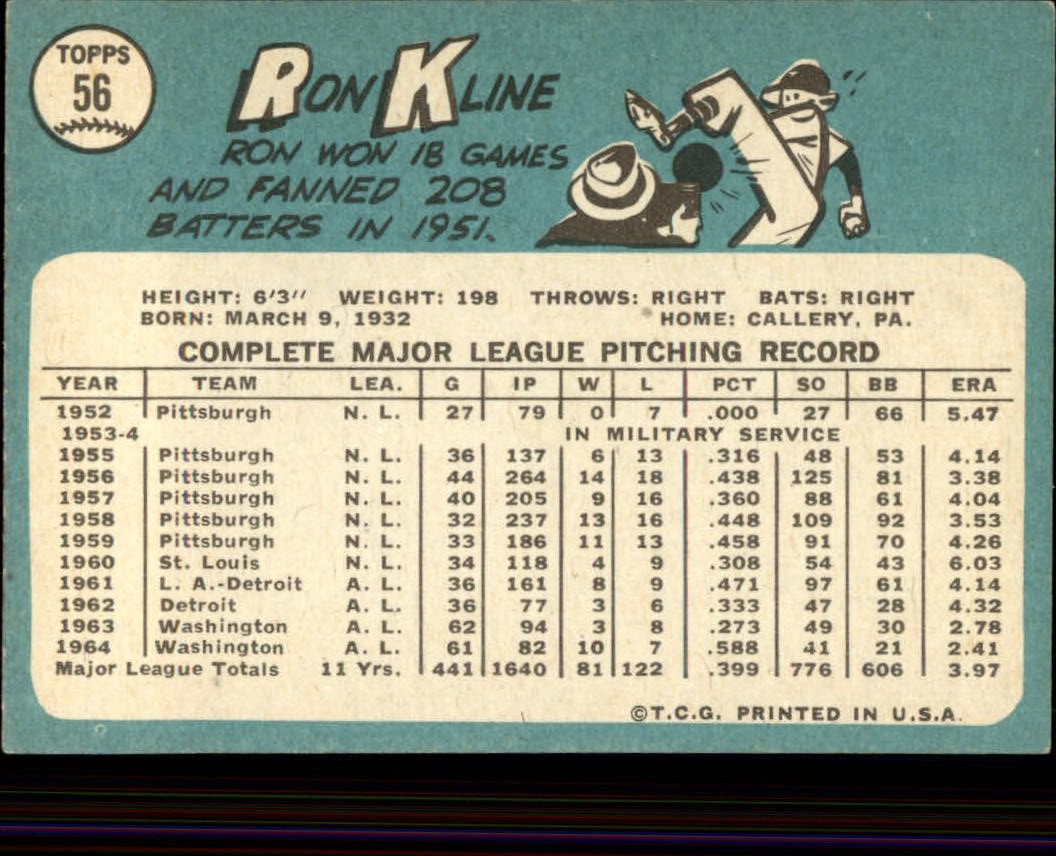 TOPPS
56
RON KLINE
RON WON 18 GAMES
AND FANNED 208
BATTERS IN 1951.
HEIGHT: 6'3" WEIGHT: 198 THROWS: RIGHT BATS: RIGHT
BORN: MARCH 9, 1932 HOME: CALLERY, PA.
COMPLETE MAJOR LEAGUE PITCHING RECORD
YEAR TEAM LEA. G IP W L PCT SO BB ERA
1952 Pittsburgh N. L. 27 79 0 7 .000 27 66 5.47
1953-4 IN MILITARY SERVICE
1955 Pittsburgh N. L. 36 137 6 13 .316 48 53 4.14
1956 Pittsburgh N. L. 44 264 14 18 .438 125 81 3.38
1957 Pittsburgh N. L. 40 205 9 16 .360 88 61 4.04
1958 Pittsburgh N. L. 32 237 13 16 .448 109 92 3.53
1959 Pittsburgh N. L. 33 186 11 13 .458 91 70 4.26
1960 St. Louis N. L. 34 118 4 9 .308 54 43 6.03
1961 L. A.-Detroit A. L. 36 161 8 9 .471 97 61 4.14
1962 Detroit A. L. 36 77 3 6 .333 47 28 4.32
1963 Washington A. L. 62 94 3 8 .273 49 30 2.78
1964 Washington A. L. 61 82 10 7 .588 41 21 2.41
Major League Totals 11 Yrs. 441 1640 81 122 .399 776 606 3.97
©T.C.G. PRINTED IN U.S.A.